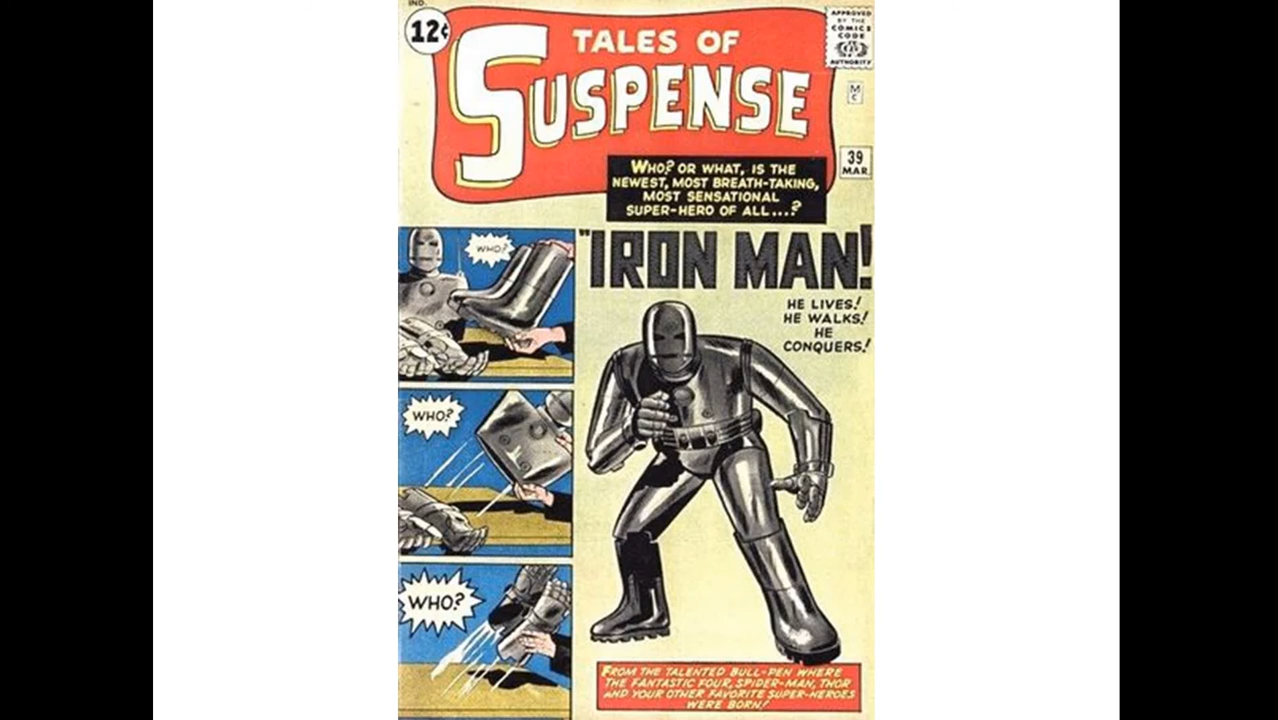 IND.
12¢
TALES OF
SUSPENSE
APPROVED
BY THE
COMICS
CODE
AUTHORITY
M
C
39
MAR.
WHO? OR WHAT, IS THE
NEWEST, MOST BREATH-TAKING,
MOST SENSATIONAL
SUPER-HERO OF ALL...?
"IRON MAN!
HE LIVES!
HE WALKS!
HE
CONQUERS!
WHO?
WHO?
WHO?
FROM THE TALENTED BULL-PEN WHERE
THE FANTASTIC FOUR, SPIDER-MAN, THOR
AND YOUR OTHER FAVORITE SUPER-HEROES
WERE BORN!